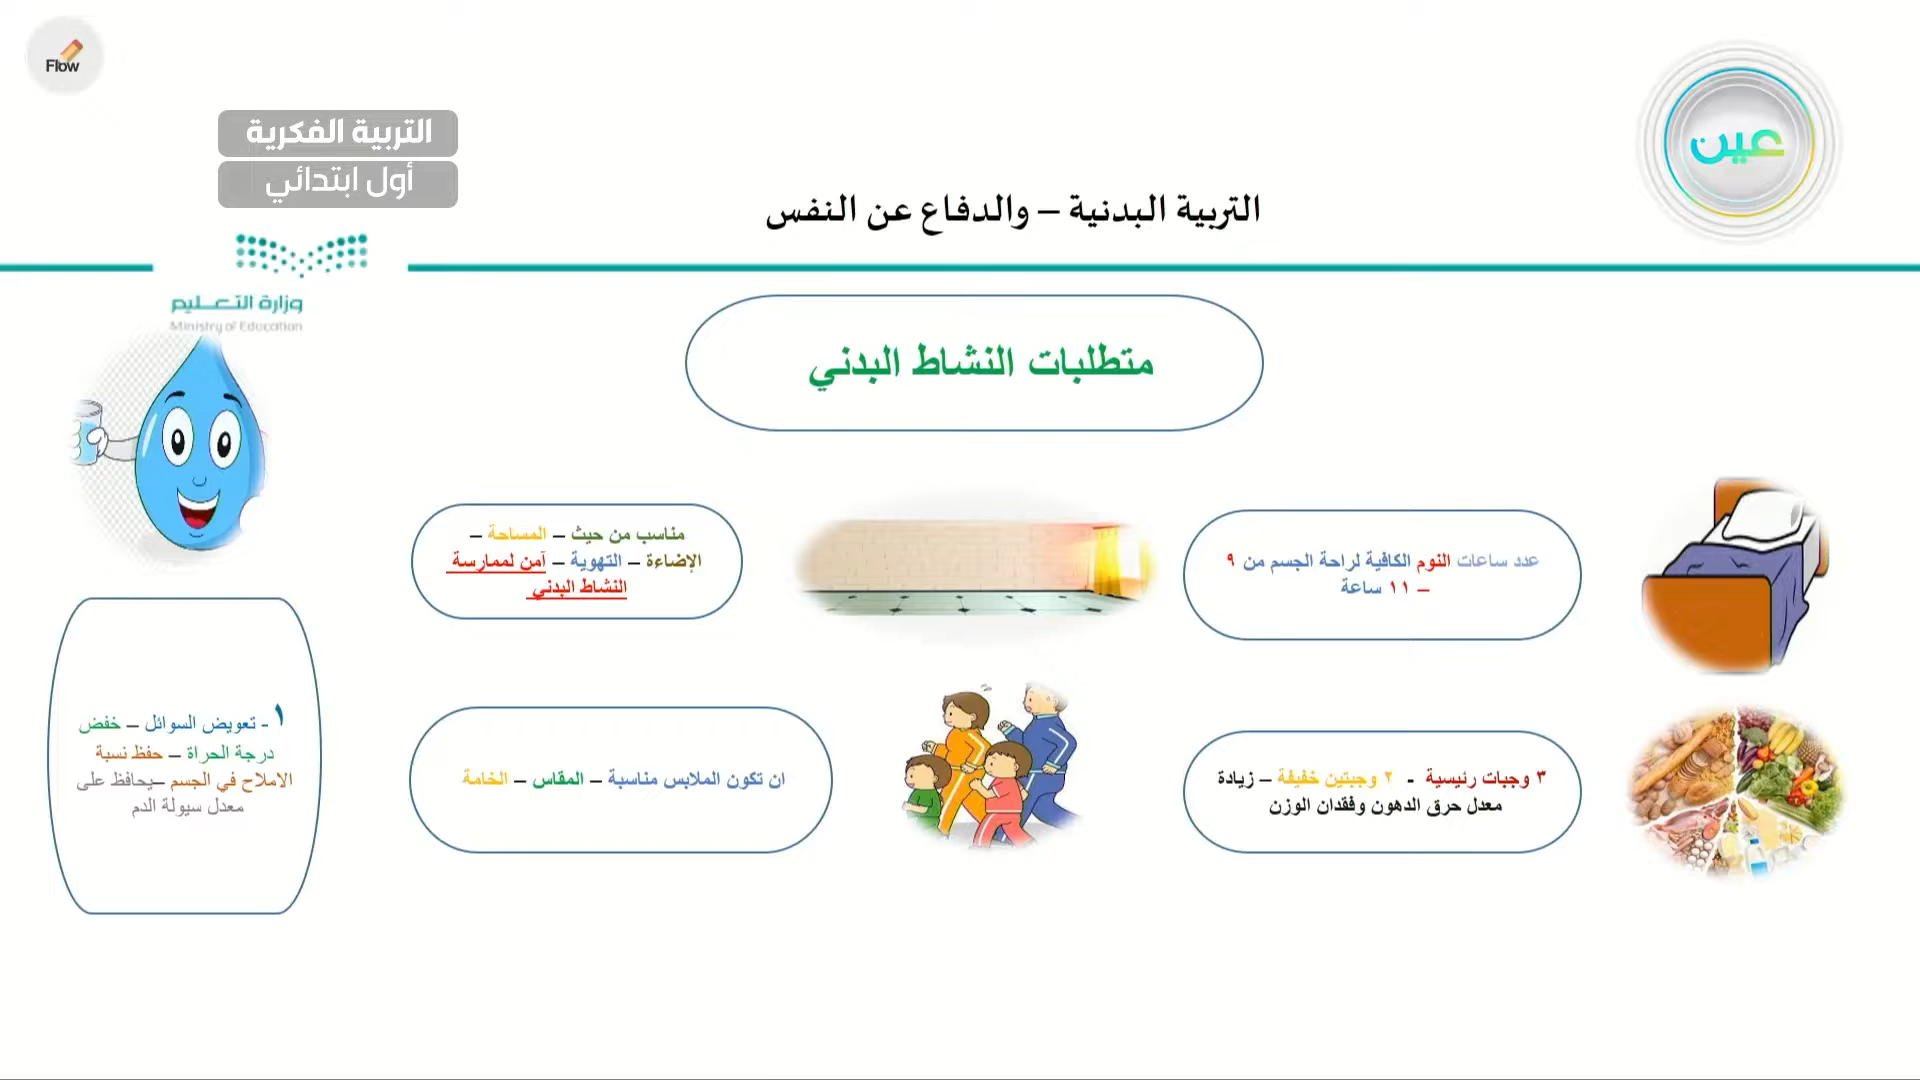 Flow
عين
التربية الفكرية
أول ابتدائي
التربية البدنية – والدفاع عن النفس
وزارة التعليم
Ministry of Education
متطلبات النشاط البدني
عدد ساعات النوم الكافية لراحة الجسم من ٩
– ١١ ساعة
مناسب من حيث – المساحة –
الإضاءة – التهوية – آمن لممارسة
النشاط البدني
٣ وجبات رئيسية - ٢ وجبتين خفيفة – زيادة
معدل حرق الدهون وفقدان الوزن
ان تكون الملابس مناسبة – المقاس – الخامة
١- تعويض السوائل – خفض
درجة الحراة – حفظ نسبة
الاملاح في الجسم –يحافظ على
معدل سيولة الدم